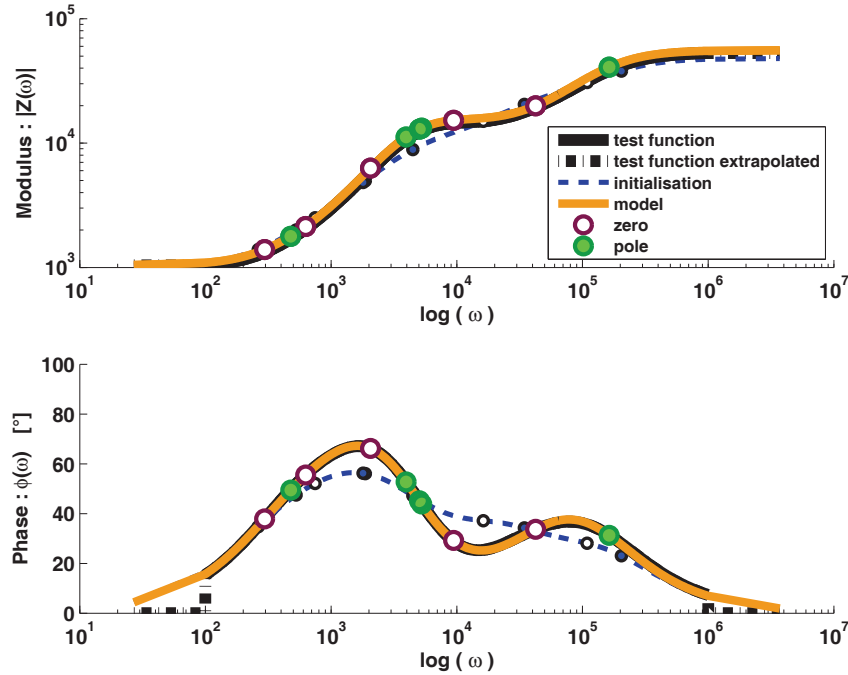 Modulus : |Z(ω)|
10^5
10^4
10^3
10^1 10^2 10^3 10^4 10^5 10^6 10^7
log ( ω )
test function
test function extrapolated
initialisation
model
zero
pole
Phase : ϕ(ω) [°]
100
80
60
40
20
0
10^1 10^2 10^3 10^4 10^5 10^6 10^7
log ( ω )